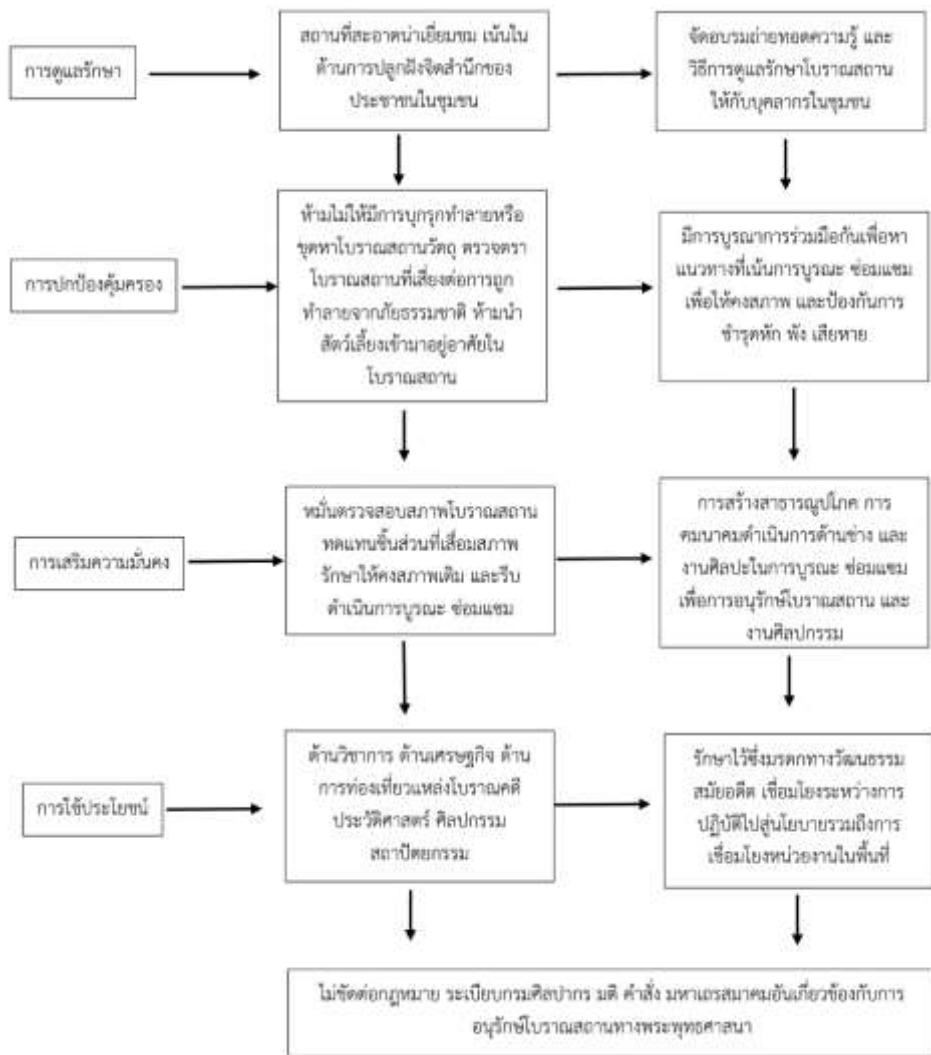 การดูแลรักษา
สถานที่สะอาดน่าเยี่ยมชม เน้นใน
ด้านการปลูกฝังจิตสำนึกของ
ประชาชนในชุมชน
จัดอบรมถ่ายทอดความรู้ และ
วิธีการดูแลรักษาโบราณสถาน
ให้กับบุคลากรในชุมชน
การปกป้องคุ้มครอง
ห้ามไม่ให้มีการบุกรุกทำลายหรือ
ขุดหาโบราณสถานวัตถุ ตรวจตรา
โบราณสถานที่เสี่ยงต่อการถูก
ทำลายจากภัยธรรมชาติ ห้ามนำ
สัตว์เลี้ยงเข้ามาอยู่อาศัยใน
โบราณสถาน
มีการบูรณาการร่วมมือกันเพื่อหา
แนวทางที่เน้นการบูรณะ ซ่อมแซม
เพื่อให้คงสภาพ และป้องกันการ
ชำรุดหัก พัง เสียหาย
การเสริมความมั่นคง
หมั่นตรวจสอบสภาพโบราณสถาน
ทดแทนชิ้นส่วนที่เสื่อมสภาพ
รักษาให้คงสภาพเดิม และรีบ
ดำเนินการบูรณะ ซ่อมแซม
การสร้างสาธารณูปโภค การ
คมนาคมดำเนินการด้านช่าง และ
งานศิลปะในการบูรณะ ซ่อมแซม
เพื่อการอนุรักษ์โบราณสถาน และ
งานศิลปกรรม
การใช้ประโยชน์
ด้านวิชาการ ด้านเศรษฐกิจ ด้าน
การท่องเที่ยวแหล่งโบราณคดี
ประวัติศาสตร์ ศิลปกรรม
สถาปัตยกรรม
รักษาไว้ซึ่งมรดกทางวัฒนธรรม
สมัยอดีต เชื่อมโยงระหว่างการ
ปฏิบัติไปสู่นโยบายรวมถึงการ
เชื่อมโยงหน่วยงานในพื้นที่
ไม่ขัดต่อกฎหมาย ระเบียบกรมศิลปากร มติ คำสั่ง มหาเถรสมาคมอันเกี่ยวข้องกับการ
อนุรักษ์โบราณสถานทางพระพุทธศาสนา